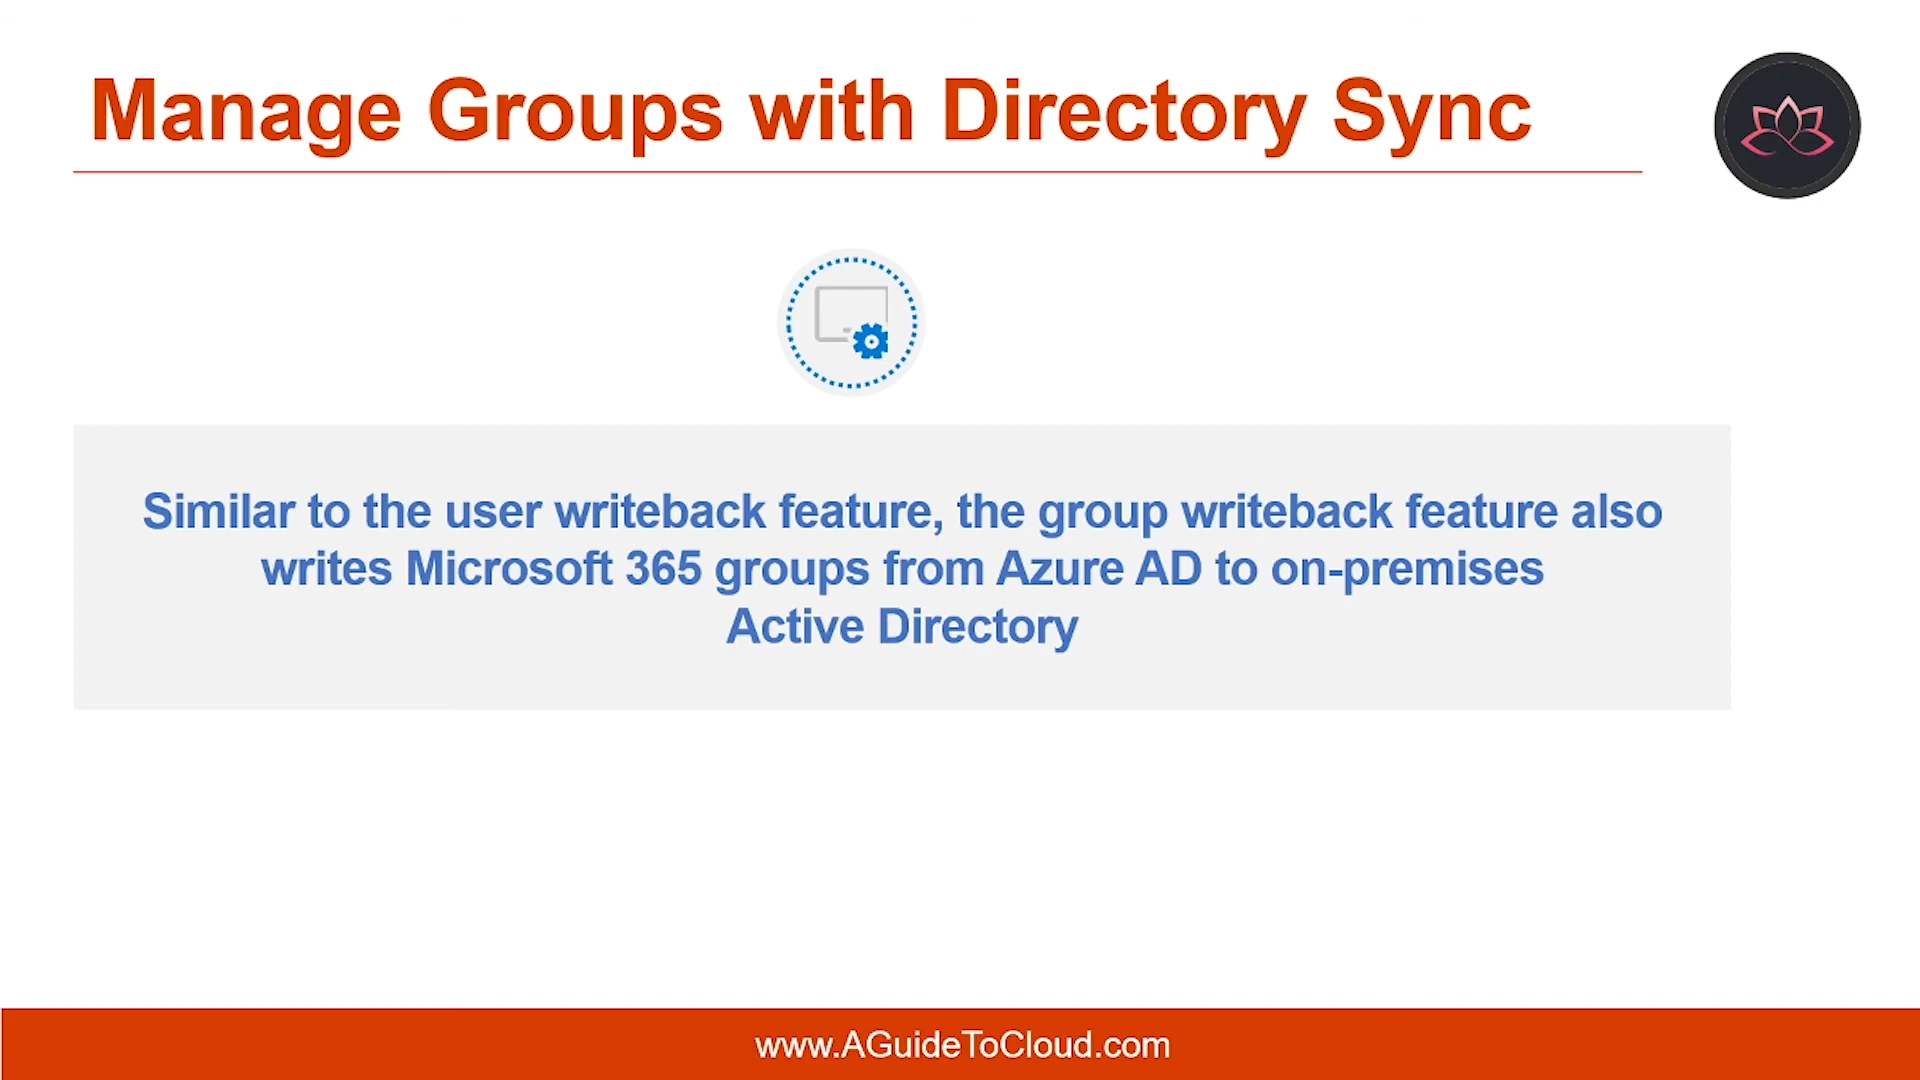 Manage Groups with Directory Sync
Similar to the user writeback feature, the group writeback feature also
writes Microsoft 365 groups from Azure AD to on-premises
Active Directory
www.AGuideToCloud.com